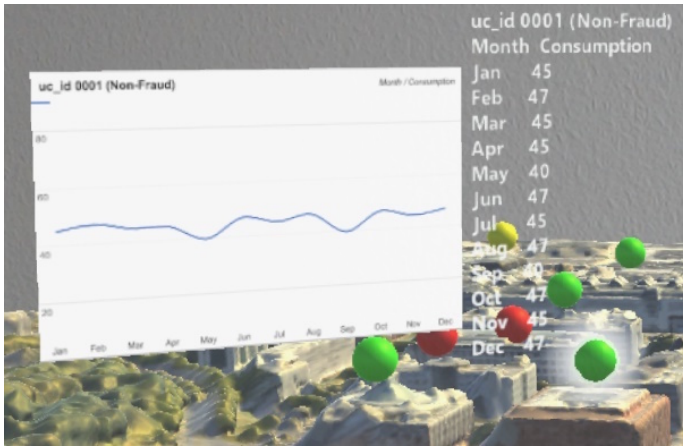 uc_id 0001 (Non-Fraud)
Month / Consumption
80
60
40
20
Jan Feb Mar Apr May Jun Jul Aug Sep Oct Nov Dec
uc_id 0001 (Non-Fraud)
Month Consumption
Jan 45
Feb 47
Mar 45
Apr 45
May 40
Jun 47
Jul 45
Aug 47
Sep 40
Oct 47
Nov 45
Dec 47